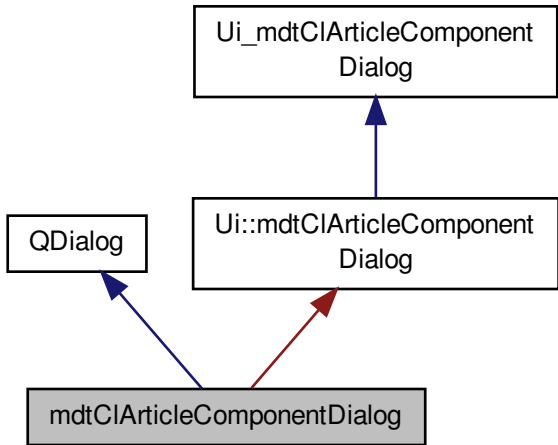 Ui_mdtClArticleComponent
Dialog
Ui::mdtClArticleComponent
Dialog
QDialog
mdtClArticleComponentDialog